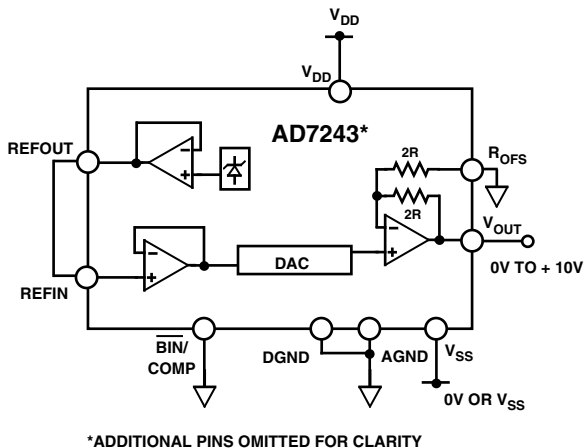 VDD
VDD
AD7243*
REFOUT
2R
ROFS
2R
VOUT
DAC
0V TO + 10V
REFIN
BIN/
COMP
DGND
AGND
VSS
0V OR VSS
*ADDITIONAL PINS OMITTED FOR CLARITY